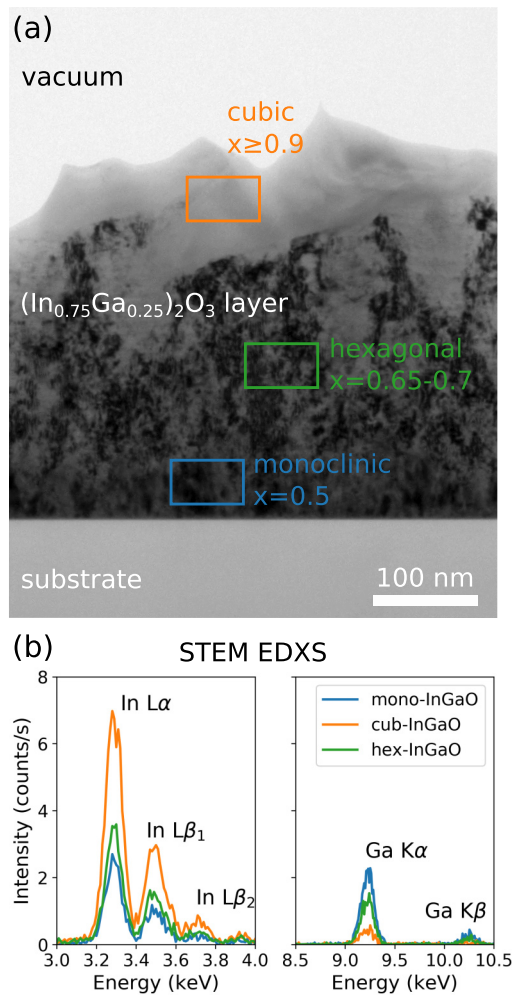 (a)
vacuum
cubic
x≥0.9
(In₀.₇₅Ga₀.₂₅)₂O₃ layer
hexagonal
x=0.65-0.7
monoclinic
x=0.5
substrate
100 nm
(b)
STEM EDXS
Intensity (counts/s)
8
6
4
2
0
In Lα
In Lβ₁
In Lβ₂
3.0 3.2 3.4 3.6 3.8 4.0
Energy (keV)
mono-InGaO
cub-InGaO
hex-InGaO
Ga Kα
Ga Kβ
8.5 9.0 9.5 10.0 10.5
Energy (keV)